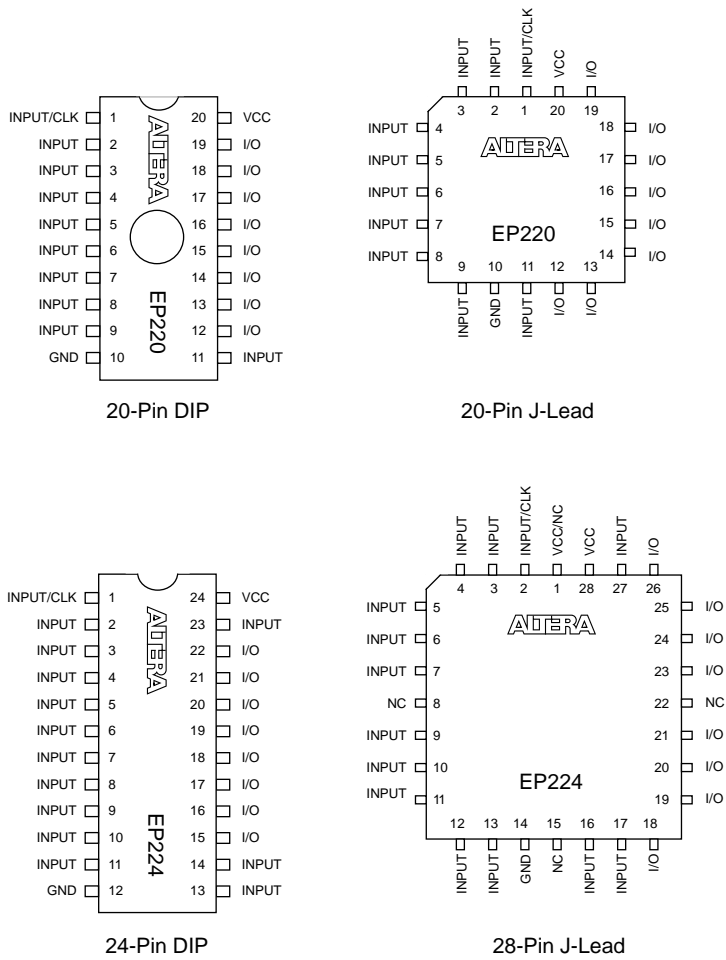 INPUT/CLK 1 20 VCC
INPUT 2 19 I/O
INPUT 3 18 I/O
INPUT 4 17 I/O
INPUT 5 16 I/O
INPUT 6 15 I/O
INPUT 7 14 I/O
INPUT 8 13 I/O
INPUT 9 12 I/O
GND 10 11 INPUT
ALTERA
EP220
20-Pin DIP
INPUT INPUT INPUT/CLK VCC I/O
3 2 1 20 19
INPUT 4 18 I/O
ALTERA
INPUT 5 17 I/O
INPUT 6 16 I/O
INPUT 7 15 I/O
EP220
INPUT 8 14 I/O
9 10 11 12 13
INPUT GND INPUT I/O I/O
20-Pin J-Lead
INPUT/CLK 1 24 VCC
INPUT 2 23 INPUT
INPUT 3 22 I/O
INPUT 4 21 I/O
INPUT 5 20 I/O
INPUT 6 19 I/O
INPUT 7 18 I/O
INPUT 8 17 I/O
INPUT 9 16 I/O
INPUT 10 15 I/O
INPUT 11 14 INPUT
GND 12 13 INPUT
ALTERA
EP224
24-Pin DIP
INPUT INPUT INPUT/CLK VCC/NC VCC INPUT I/O
4 3 2 1 28 27 26
INPUT 5 25 I/O
ALTERA
INPUT 6 24 I/O
INPUT 7 23 I/O
NC 8 22 NC
INPUT 9 21 I/O
INPUT 10 20 I/O
EP224
INPUT 11 19 I/O
12 13 14 15 16 17 18
INPUT INPUT GND NC INPUT INPUT I/O
28-Pin J-Lead